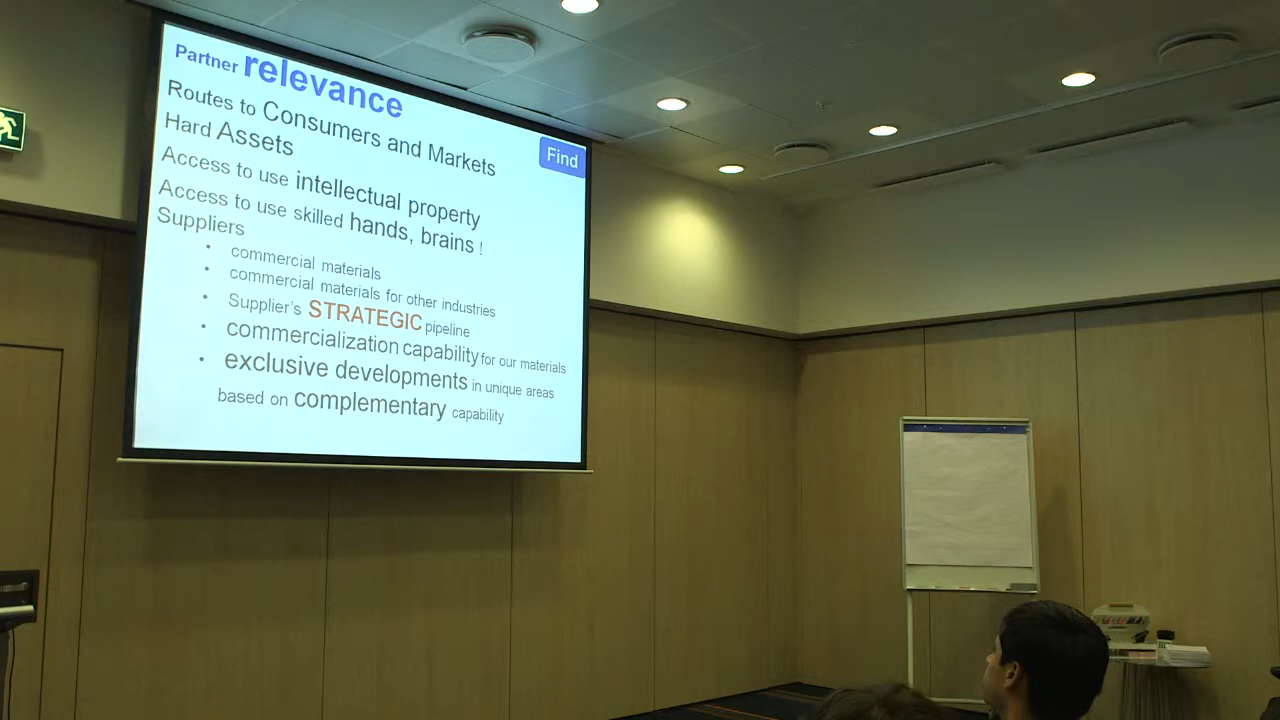 Partner relevance
Routes to Consumers and Markets
Find
Hard Assets
Access to use intellectual property
Access to use skilled hands, brains !
Suppliers
• commercial materials
• commercial materials for other industries
• Supplier's STRATEGIC pipeline
• commercialization capability for our materials
• exclusive developments in unique areas
based on complementary capability